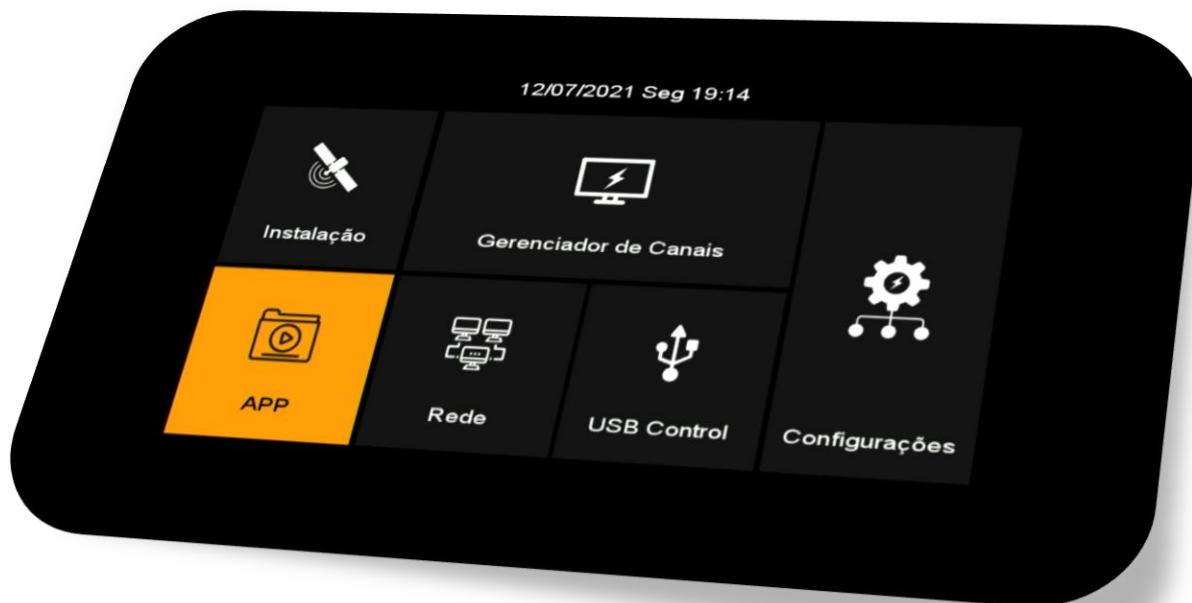 12/07/2021 Seg 19:14
Instalação
Gerenciador de Canais
APP
Rede
USB Control
Configurações